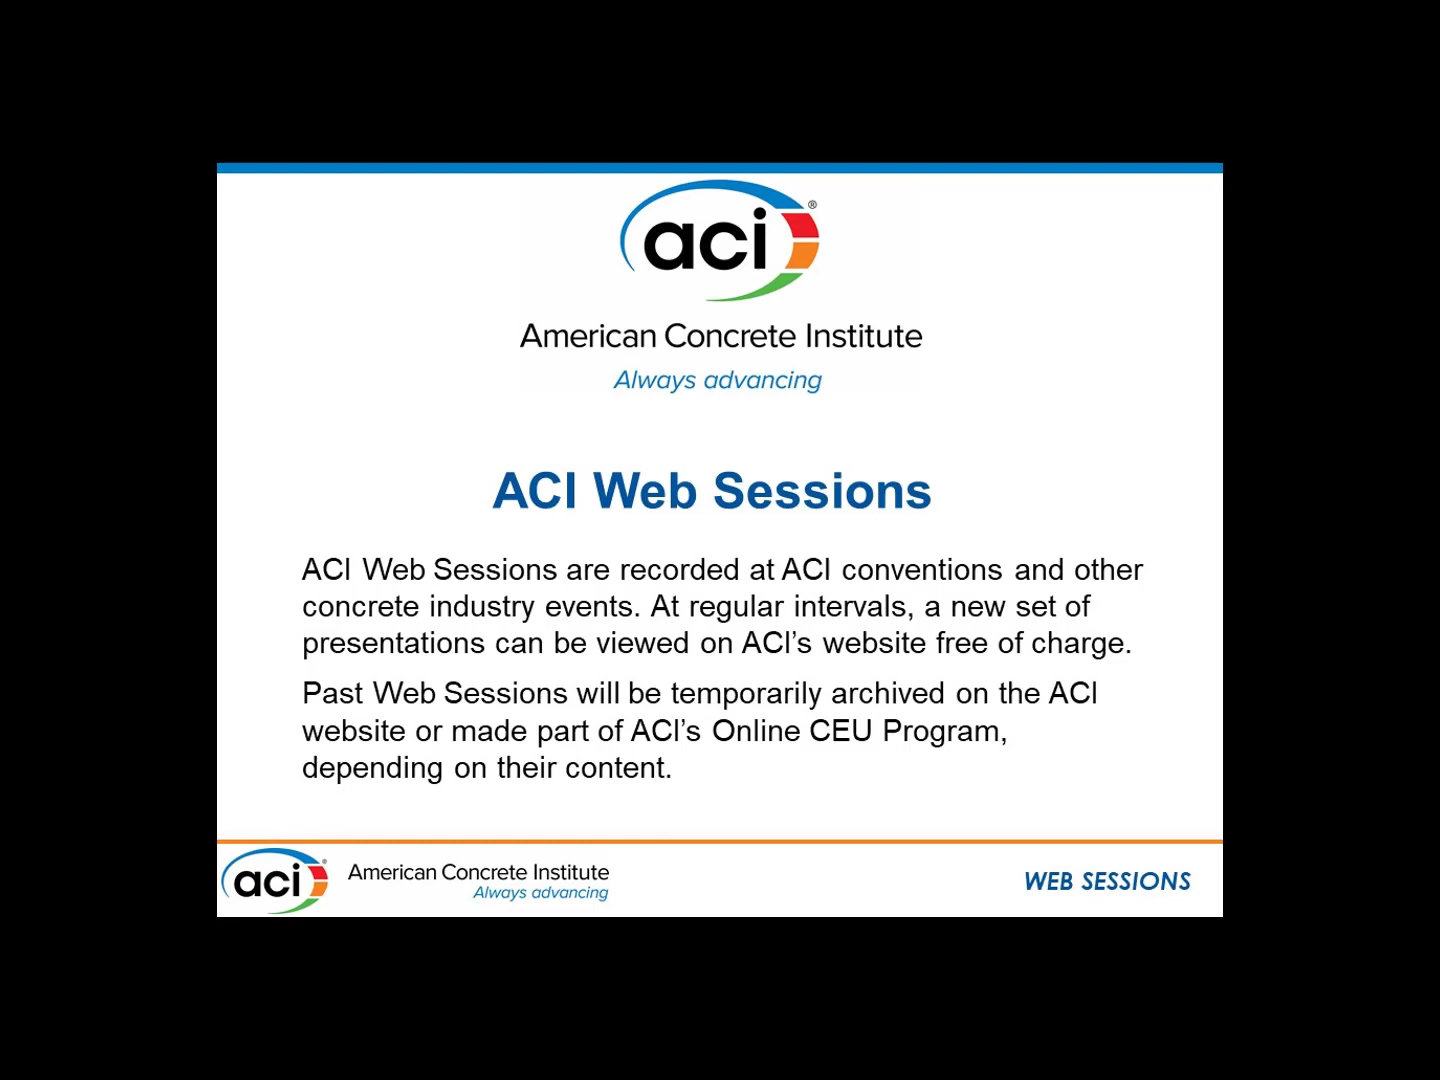 aci®
American Concrete Institute
Always advancing
ACI Web Sessions
ACI Web Sessions are recorded at ACI conventions and other
concrete industry events. At regular intervals, a new set of
presentations can be viewed on ACI’s website free of charge.
Past Web Sessions will be temporarily archived on the ACI
website or made part of ACI’s Online CEU Program,
depending on their content.
aci®
American Concrete Institute
Always advancing
WEB SESSIONS